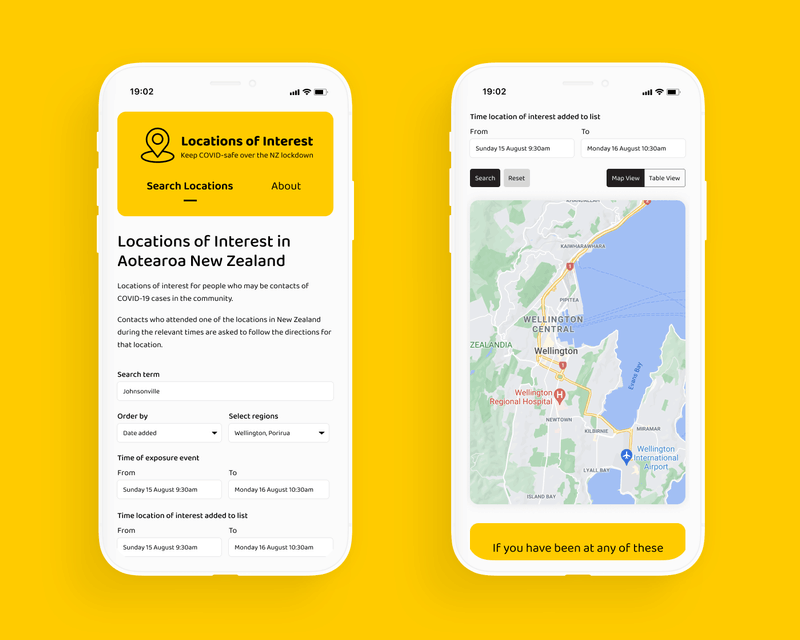 19:02
Locations of Interest
Keep COVID-safe over the NZ lockdown
Search Locations
About
Locations of Interest in
Aotearoa New Zealand
Locations of interest for people who may be contacts of
COVID-19 cases in the community.
Contacts who attended one of the locations in New Zealand
during the relevant times are asked to follow the directions for
that location.
Search term
Johnsonville
Order by
Select regions
Date added
Wellington, Porirua
Time of exposure event
From
To
Sunday 15 August 9:30am
Monday 16 August 10:30am
Time location of interest added to list
From
To
Sunday 15 August 9:30am
Monday 16 August 10:30am
19:02
Time location of interest added to list
From
To
Sunday 15 August 9:30am
Monday 16 August 10:30am
Search
Reset
Map View
Table View
KAIWHARAWHARA
1
PIPITEA
WELLINGTON
CENTRAL
ZEALANDIA
Wellington
1
Evans Bay
Wellington
Regional Hospital
H
NEWTOWN
KILBIRNIE
MIRAMAR
Wellington
International
Airport
LYALL BAY
ISLAND BAY
If you have been at any of these